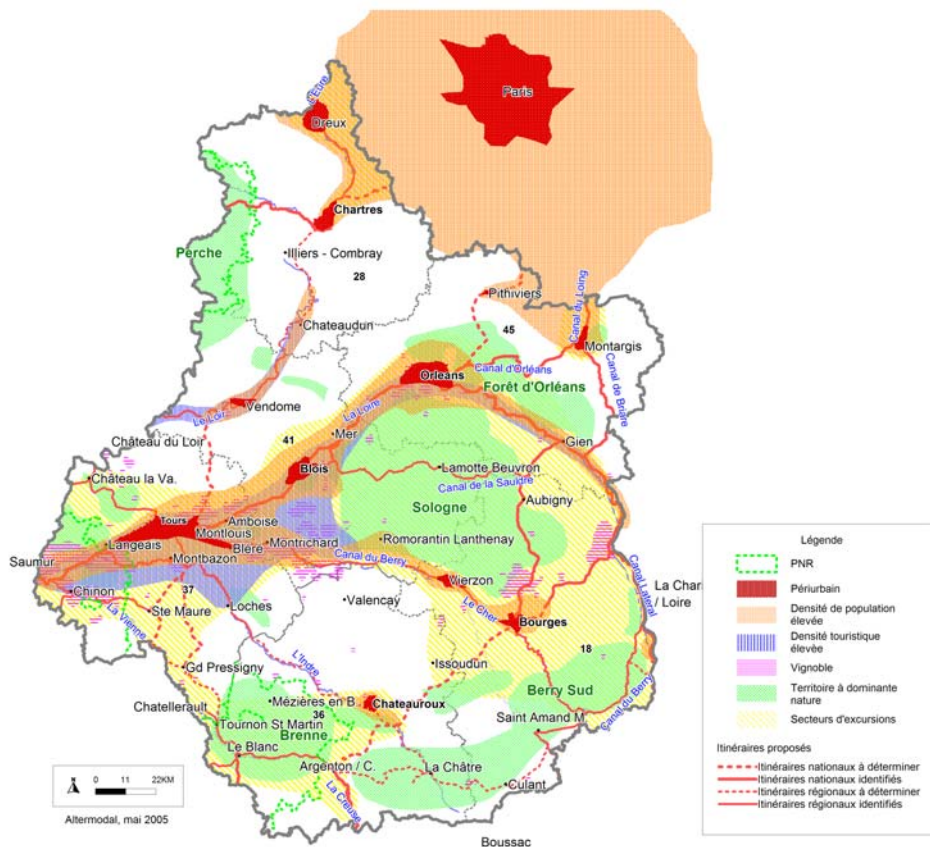 Paris
L'Eure
Dreux
Chartres
Perche
Illiers - Combray
28
Pithiviers
Canal du Loing
Chateaudun
45
Montargis
Canal d'Orléans
Orléans
Forêt d'Orléans
Canal de Briare
Vendome
Le Loir
La Loire
Château du Loir
41
Mer
Gien
Blois
Lamotte Beuvron
Château la Va.
Canal de la Sauldre
Aubigny
Sologne
Tours
Amboise
Montlouis
Romorantin Lanthenay
Langeais
Blère
Montrichard
Saumur
Montbazon
Canal du Berry
Vierzon
Canal Lateral
La Char
/ Loire
Chinon
37
Valencay
Le Cher
Ste Maure
Loches
Bourges
La Vienne
L'Indre
Issoudun
18
Gd Pressigny
Berry Sud
Mézières en B.
Chateauroux
Canal du Berry
Chatellerault
36
Saint Amand M.
Tournon St Martin
Brenne
Le Blanc
Argenton / C.
La Châtre
Culant
La Creuse
Boussac
0 11 22KM
Altermodal, mai 2005
Légende
PNR
Périurbain
Densité de population
élevée
Densité touristique
élevée
Vignoble
Territoire à dominante
nature
Secteurs d'excursions
Itinéraires proposés
Itinéraires nationaux à déterminer
Itinéraires nationaux identifiés
Itinéraires régionaux à déterminer
Itinéraires régionaux identifiés